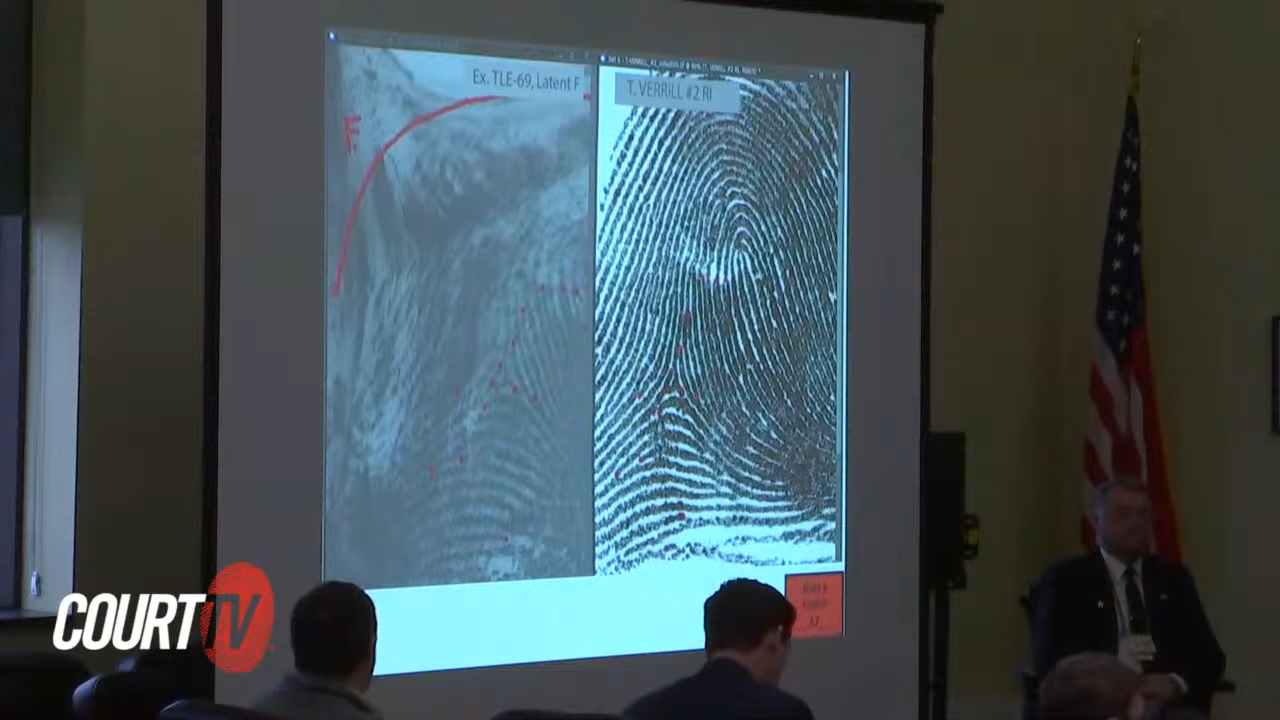 Ex. TLE-69, Latent F
T. VERRILL #2 RI
F
COURT TV